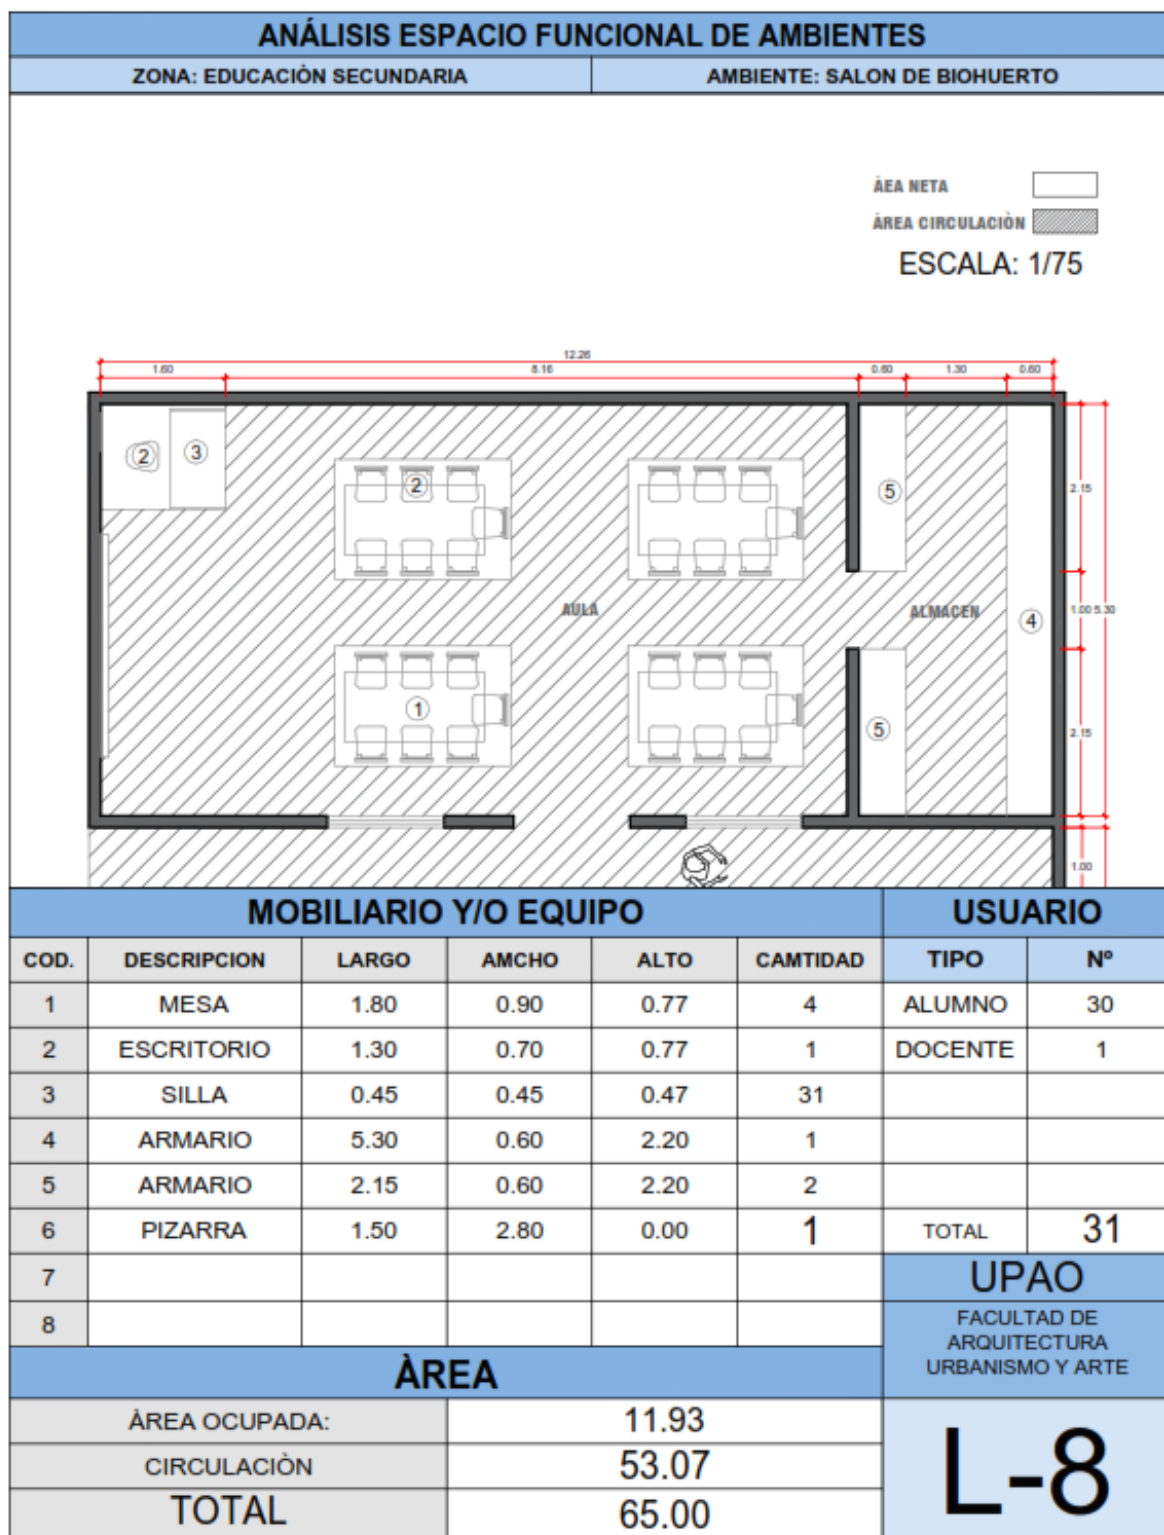 ANÁLISIS ESPACIO FUNCIONAL DE AMBIENTES
ZONA: EDUCACIÒN SECUNDARIA
AMBIENTE: SALON DE BIOHUERTO
ÀEA NETA
ÀREA CIRCULACIÒN
ESCALA: 1/75
12.26
1.60 8.16 0.60 1.30 0.60
2 3
2
5
2.15
AULA
ALMACEN
4
1.00 5.30
1
5
2.15
1.00
MOBILIARIO Y/O EQUIPO USUARIO
COD. DESCRIPCION LARGO AMCHO ALTO CAMTIDAD TIPO Nº
1 MESA 1.80 0.90 0.77 4 ALUMNO 30
2 ESCRITORIO 1.30 0.70 0.77 1 DOCENTE 1
3 SILLA 0.45 0.45 0.47 31
4 ARMARIO 5.30 0.60 2.20 1
5 ARMARIO 2.15 0.60 2.20 2
6 PIZARRA 1.50 2.80 0.00 1 TOTAL 31
7
8
UPAO
FACULTAD DE
ARQUITECTURA
URBANISMO Y ARTE
ÀREA
ÀREA OCUPADA: 11.93
CIRCULACIÒN 53.07
TOTAL 65.00
L-8